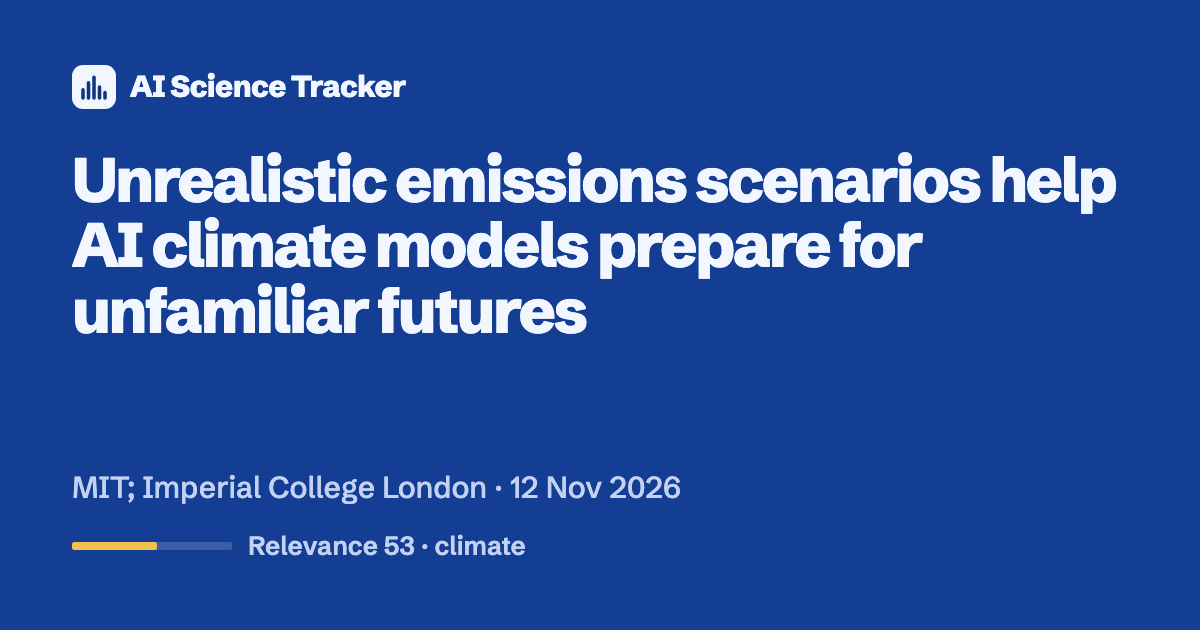 AI Science Tracker
Unrealistic emissions scenarios help
AI climate models prepare for
unfamiliar futures
MIT; Imperial College London · 12 Nov 2026
Relevance 53 · climate